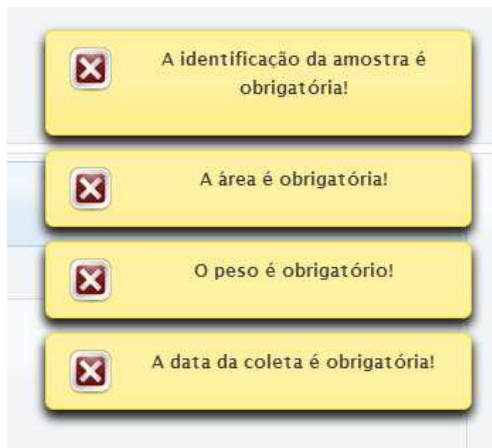 A identificação da amostra é
obrigatória!
A área é obrigatória!
O peso é obrigatório!
A data da coleta é obrigatória!